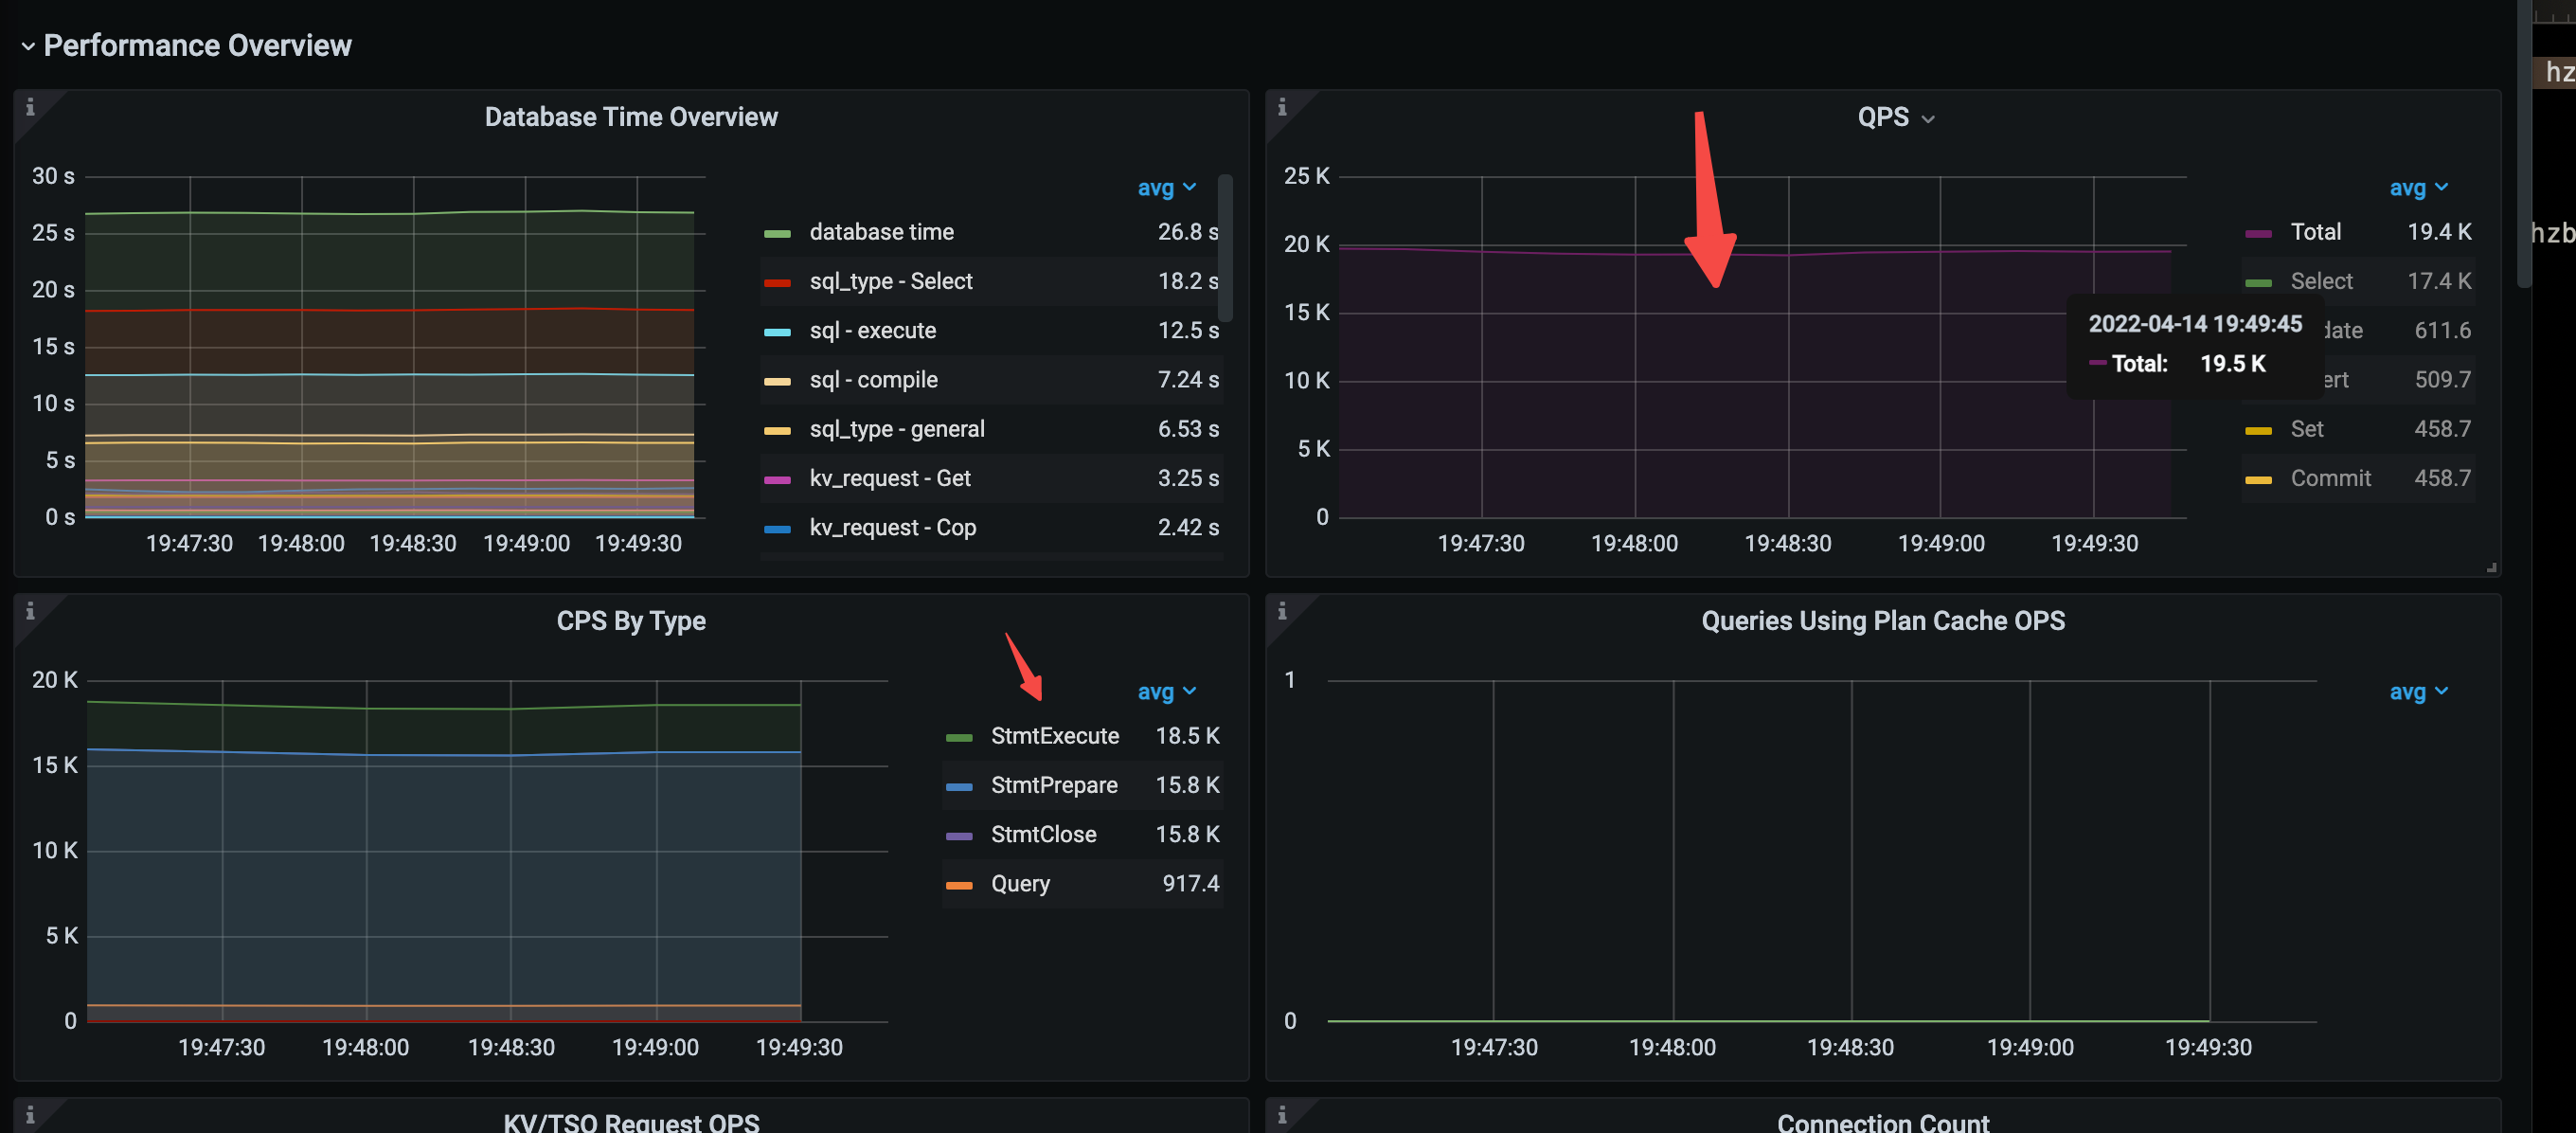 Performance Overview
hz
Database Time Overview
30 s
25 s
20 s
15 s
10 s
5 s
0 s
19:47:30 19:48:00 19:48:30 19:49:00 19:49:30
avg
database time 26.8 s
sql_type - Select 18.2 s
sql - execute 12.5 s
sql - compile 7.24 s
sql_type - general 6.53 s
kv_request - Get 3.25 s
kv_request - Cop 2.42 s
QPS
25 K
20 K
15 K
10 K
5 K
0
19:47:30 19:48:00 19:48:30 19:49:00 19:49:30
avg
Total 19.4 K
Select 17.4 K
date 611.6
ert 509.7
Set 458.7
Commit 458.7
2022-04-14 19:49:45
Total: 19.5 K
hzb
CPS By Type
20 K
15 K
10 K
5 K
0
19:47:30 19:48:00 19:48:30 19:49:00 19:49:30
avg
StmtExecute 18.5 K
StmtPrepare 15.8 K
StmtClose 15.8 K
Query 917.4
Queries Using Plan Cache OPS
1
0
19:47:30 19:48:00 19:48:30 19:49:00 19:49:30
avg
KV/TSO Request OPS
Connection Count